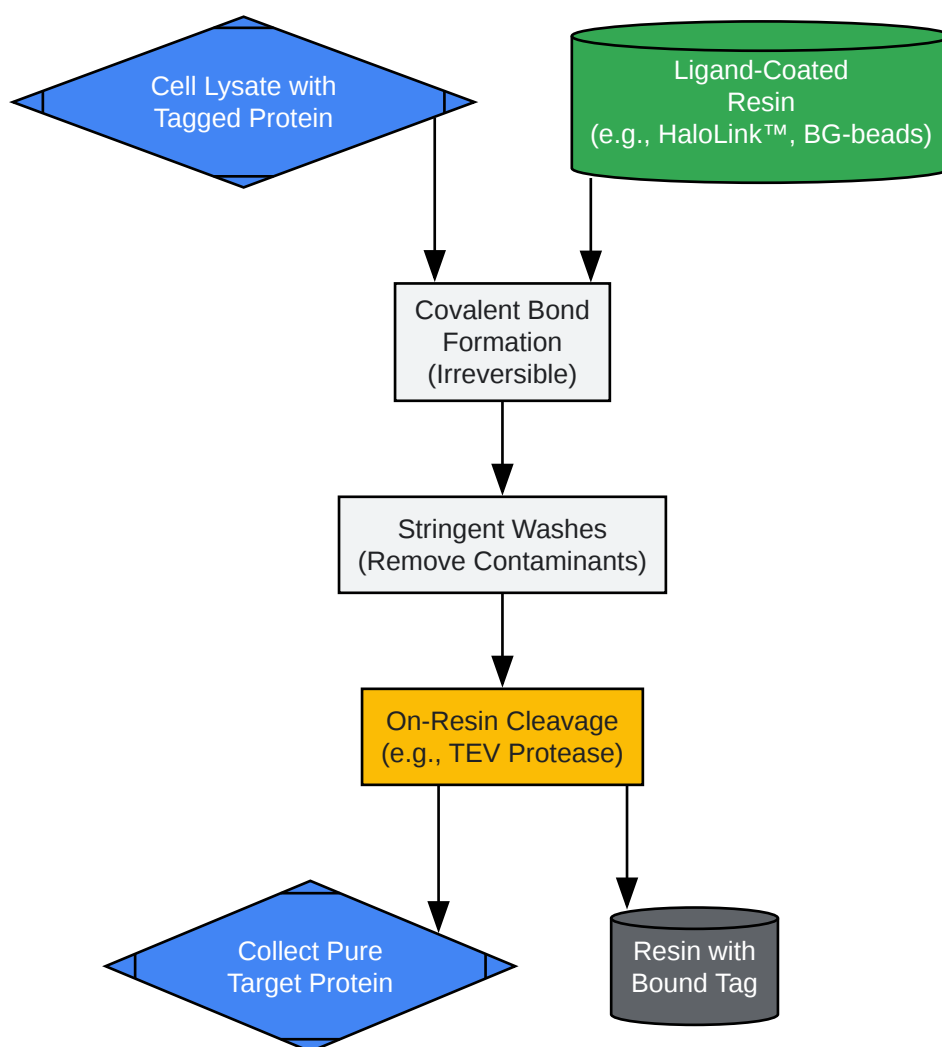 Cell Lysate with
Tagged Protein
Ligand-Coated
Resin
(e.g., HaloLink™, BG-beads)
Covalent Bond
Formation
(Irreversible)
Stringent Washes
(Remove Contaminants)
On-Resin Cleavage
(e.g., TEV Protease)
Collect Pure
Target Protein
Resin with
Bound Tag